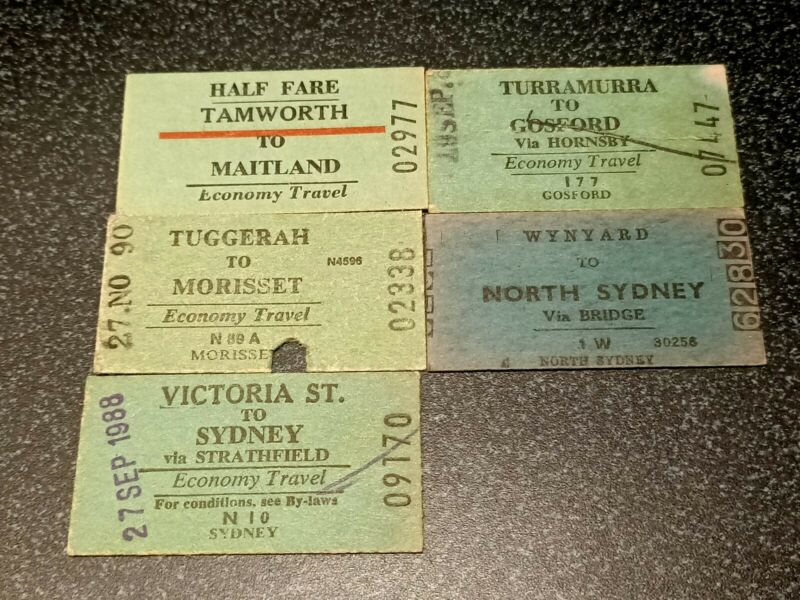 HALF FARE
TAMWORTH
TO
MAITLAND
Economy Travel
02977
TURRAMURRA
TO
GOSFORD
Via HORNSBY
Economy Travel
177
GOSFORD
07447
27.NO 90
TUGGERAH
TO
N4596
MORISSET
Economy Travel
N 89 A
MORISSET
02338
WYNYARD
TO
NORTH SYDNEY
Via BRIDGE
1 W 30256
NORTH SYDNEY
62830
27 SEP 1988
VICTORIA ST.
TO
SYDNEY
via STRATHFIELD
Economy Travel
For conditions, see By-laws
N 10
SYDNEY
09170